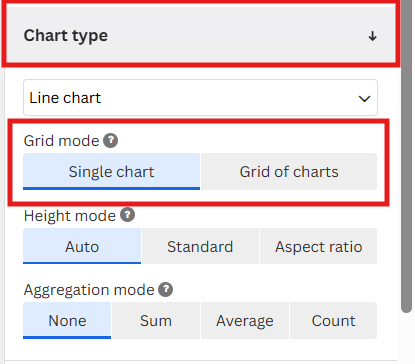 Chart type
Line chart
Grid mode ?
Single chart Grid of charts
Height mode ?
Auto Standard Aspect ratio
Aggregation mode ?
None Sum Average Count